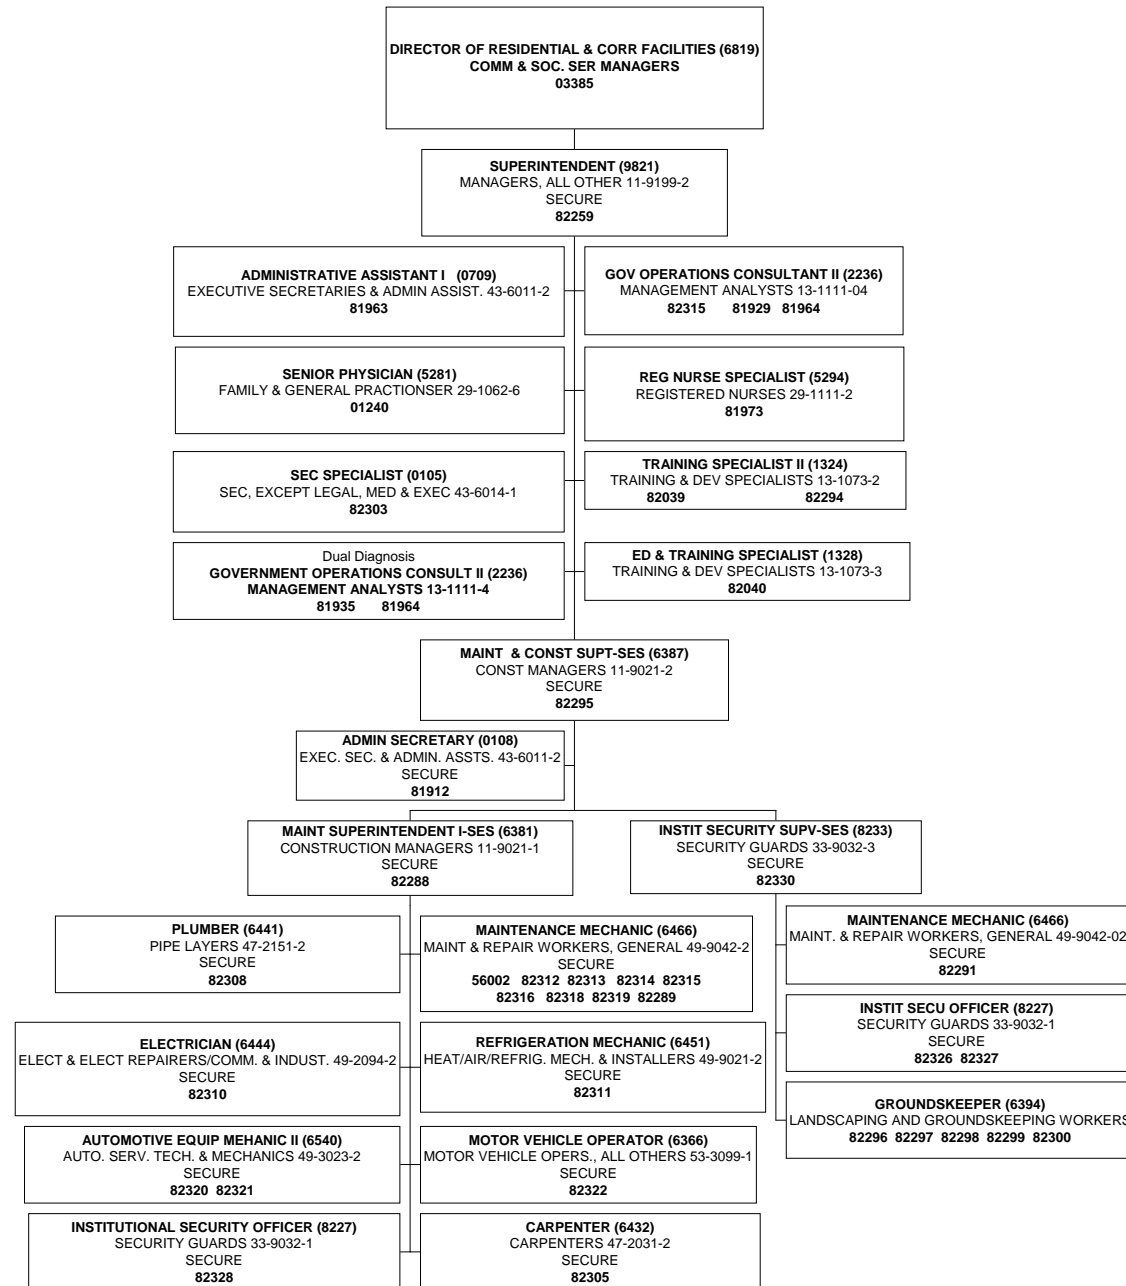 DIRECTOR OF RESIDENTIAL & CORR FACILITIES (6819)
COMM & SOC. SER MANAGERS
03385
SUPERINTENDENT (9821)
MANAGERS, ALL OTHER 11-9199-2
SECURE
82259
ADMINISTRATIVE ASSISTANT I (0709)
EXECUTIVE SECRETARIES & ADMIN ASSIST. 43-6011-2
81963
GOV OPERATIONS CONSULTANT II (2236)
MANAGEMENT ANALYSTS 13-1111-04
82315 81929 81964
SENIOR PHYSICIAN (5281)
FAMILY & GENERAL PRACTIONSER 29-1062-6
01240
REG NURSE SPECIALIST (5294)
REGISTERED NURSES 29-1111-2
81973
SEC SPECIALIST (0105)
SEC, EXCEPT LEGAL, MED & EXEC 43-6014-1
82303
TRAINING SPECIALIST II (1324)
TRAINING & DEV SPECIALISTS 13-1073-2
82039 82294
Dual Diagnosis
GOVERNMENT OPERATIONS CONSULT II (2236)
MANAGEMENT ANALYSTS 13-1111-4
81935 81964
ED & TRAINING SPECIALIST (1328)
TRAINING & DEV SPECIALISTS 13-1073-3
82040
MAINT & CONST SUPT-SES (6387)
CONST MANAGERS 11-9021-2
SECURE
82295
ADMIN SECRETARY (0108)
EXEC. SEC. & ADMIN. ASSTS. 43-6011-2
SECURE
81912
MAINT SUPERINTENDENT I-SES (6381)
CONSTRUCTION MANAGERS 11-9021-1
SECURE
82288
INSTIT SECURITY SUPV-SES (8233)
SECURITY GUARDS 33-9032-3
SECURE
82330
PLUMBER (6441)
PIPE LAYERS 47-2151-2
SECURE
82308
MAINTENANCE MECHANIC (6466)
MAINT & REPAIR WORKERS, GENERAL 49-9042-2
SECURE
56002 82312 82313 82314 82315
82316 82318 82319 82289
MAINTENANCE MECHANIC (6466)
MAINT. & REPAIR WORKERS, GENERAL 49-9042-02
SECURE
82291
ELECTRICIAN (6444)
ELECT & ELECT REPAIRERS/COMM. & INDUST. 49-2094-2
SECURE
82310
REFRIGERATION MECHANIC (6451)
HEAT/AIR/REFRIG. MECH. & INSTALLERS 49-9021-2
SECURE
82311
INSTIT SECU OFFICER (8227)
SECURITY GUARDS 33-9032-1
SECURE
82326 82327
GROUNDSKEEPER (6394)
LANDSCAPING AND GROUNDSKEEPING WORKERS
82296 82297 82298 82299 82300
AUTOMOTIVE EQUIP MEHANIC II (6540)
AUTO. SERV. TECH. & MECHANICS 49-3023-2
SECURE
82320 82321
MOTOR VEHICLE OPERATOR (6366)
MOTOR VEHICLE OPERS., ALL OTHERS 53-3099-1
SECURE
82322
INSTITUTIONAL SECURITY OFFICER (8227)
SECURITY GUARDS 33-9032-1
SECURE
82328
CARPENTER (6432)
CARPENTERS 47-2031-2
SECURE
82305